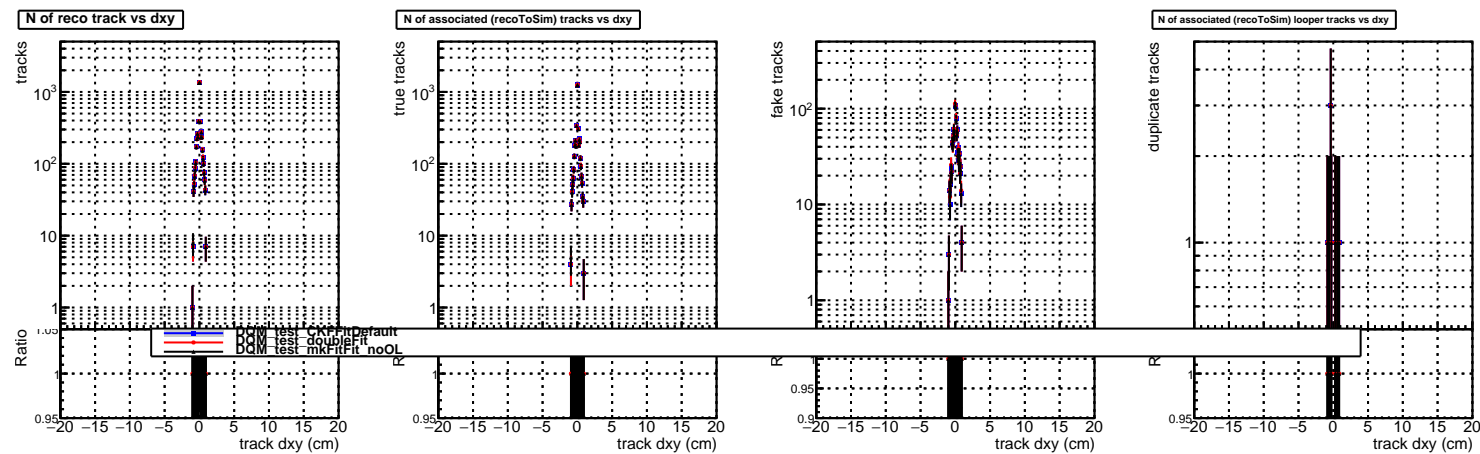 N of reco track vs dxy
N of associated (recoToSim) tracks vs dxy
N of associated (recoToSim) looper tracks vs dxy
tracks
10³
10²
10
1
Ratio
1.05
1
0.95
−20 −15 −10 −5 0 5 10 15 20
track dxy (cm)
true tracks
10³
10²
10
1
1
0.95
−20 −15 −10 −5 0 5 10 15 20
track dxy (cm)
fake tracks
10²
10
1
1
0.95
0.9
−20 −15 −10 −5 0 5 10 15 20
track dxy (cm)
duplicate tracks
1
1
0.95
−20 −15 −10 −5 0 5 10 15 20
track dxy (cm)
DQM_test_CKFFitDefault
DQM_test_doubleFit
DQM_test_mkFitFit_noOL